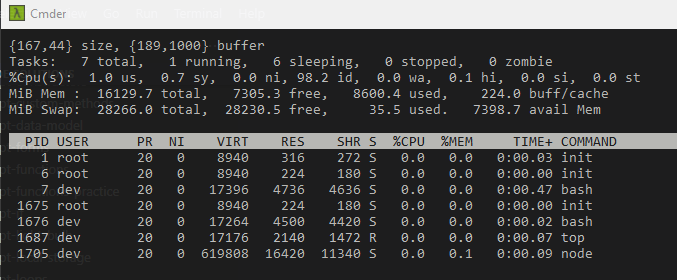 Cmder
{167,44} size, {189,1000} buffer
Tasks:   7 total,   1 running,   6 sleeping,   0 stopped,   0 zombie
%Cpu(s):  1.0 us,  0.7 sy,  0.0 ni, 98.2 id,  0.0 wa,  0.1 hi,  0.0 si,  0.0 st
MiB Mem :  16129.7 total,   7305.3 free,   8600.4 used,    224.0 buff/cache
MiB Swap:  28266.0 total,  28230.5 free,     35.5 used.   7398.7 avail Mem
PID USER      PR  NI    VIRT    RES    SHR S  %CPU  %MEM     TIME+ COMMAND
1 root      20   0    8940    316    272 S   0.0   0.0   0:00.03 init
6 root      20   0    8940    224    180 S   0.0   0.0   0:00.00 init
7 dev       20   0   17396   4736   4636 S   0.0   0.0   0:00.47 bash
1675 root      20   0    8940    224    180 S   0.0   0.0   0:00.00 init
1676 dev       20   0   17264   4500   4420 S   0.0   0.0   0:00.02 bash
1687 dev       20   0   17176   2140   1472 R   0.0   0.0   0:00.07 top
1705 dev       20   0  619808  16420  11340 S   0.0   0.1   0:00.09 node